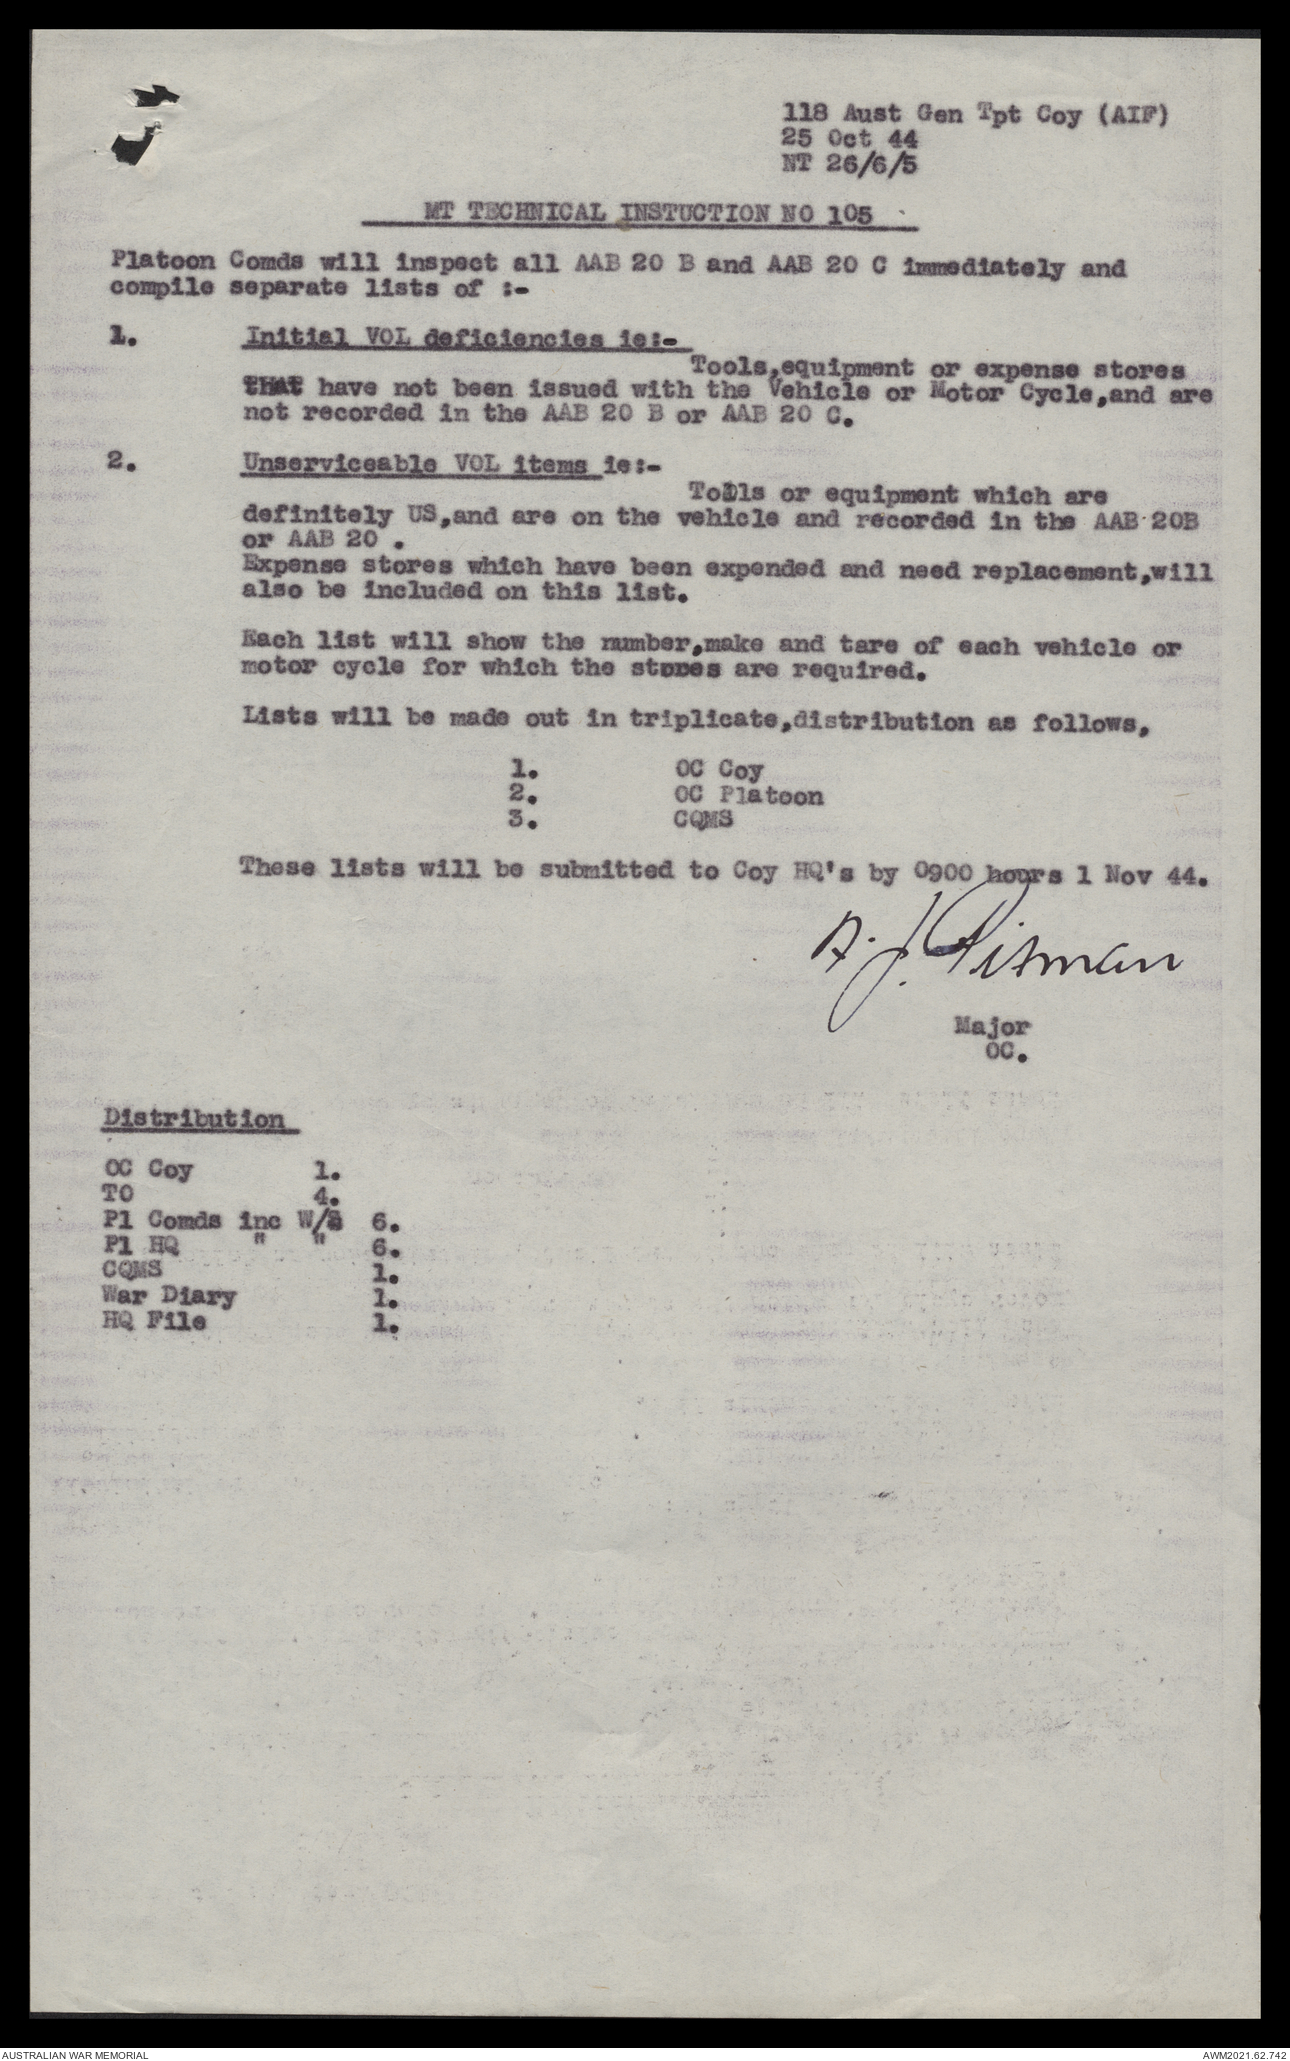 118 Aust Gen Tpt Coy (AIF)
25 Oct 44
NT 26/6/5
MT TECHNICAL INSTUCTION NO 105
Platoon Comds will inspect all AAB 20 B and AAB 20 C immediately and
compile separate lists of :-
1. Initial VOL deficiencies ie:-
Tools,equipment or expense stores
tHAt have not been issued with the Vehicle or Motor Cycle,and are
not recorded in the AAB 20 B or AAB 20 C.
2. Unserviceable VOL items ie:-
Tools or equipment which are
definitely US,and are on the vehicle and recorded in the AAB 20B
or AAB 20 .
Expense stores which have been expended and need replacement,will
also be included on this list.
Each list will show the number,make and tare of each vehicle or
motor cycle for which the stores are required.
Lists will be made out in triplicate,distribution as follows,
1. OC Coy
2. OC Platoon
3. CQMS
These lists will be submitted to Coy HQ's by 0900 hours 1 Nov 44.
A. J. Pitman
Major
OC.
Distribution
OC Coy 1.
TO 4.
Pl Comds inc W/S 6.
Pl HQ " " 6.
CQMS 1.
War Diary 1.
HQ File 1.
AUSTRALIAN WAR MEMORIAL
AWM2021.62.742